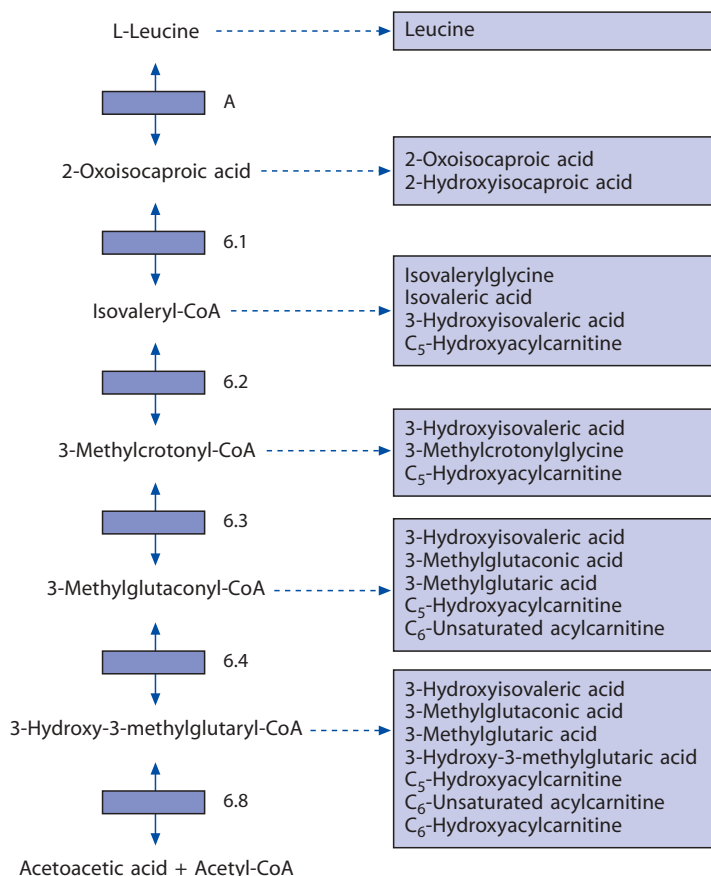 L-Leucine
Leucine
A
2-Oxoisocaproic acid
2-Oxoisocaproic acid
2-Hydroxyisocaproic acid
6.1
Isovaleryl-CoA
Isovalerylglycine
Isovaleric acid
3-Hydroxyisovaleric acid
C₅-Hydroxyacylcarnitine
6.2
3-Methylcrotonyl-CoA
3-Hydroxyisovaleric acid
3-Methylcrotonylglycine
C₅-Hydroxyacylcarnitine
6.3
3-Methylglutaconyl-CoA
3-Hydroxyisovaleric acid
3-Methylglutaconic acid
3-Methylglutaric acid
C₅-Hydroxyacylcarnitine
C₆-Unsaturated acylcarnitine
6.4
3-Hydroxy-3-methylglutaryl-CoA
3-Hydroxyisovaleric acid
3-Methylglutaconic acid
3-Methylglutaric acid
3-Hydroxy-3-methylglutaric acid
C₅-Hydroxyacylcarnitine
C₆-Unsaturated acylcarnitine
C₆-Hydroxyacylcarnitine
6.8
Acetoacetic acid + Acetyl-CoA